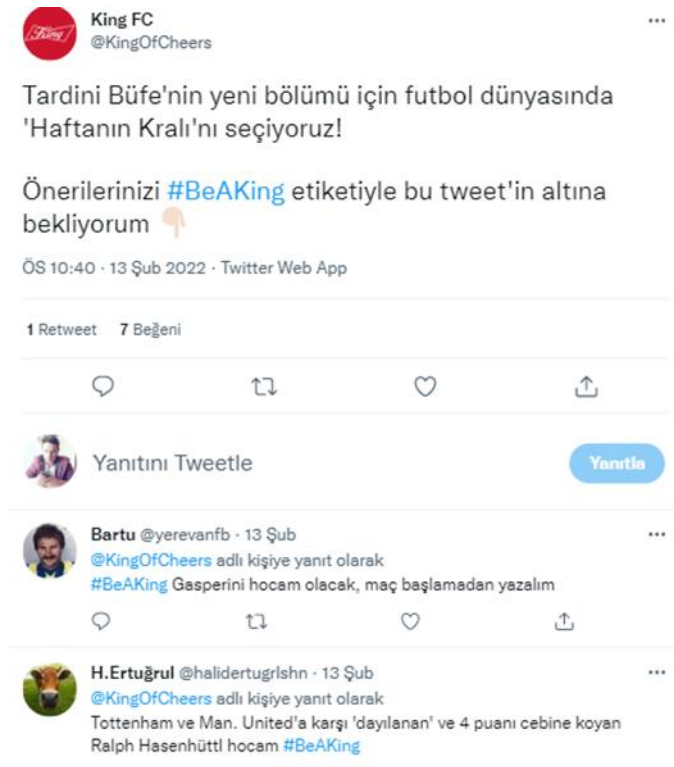 King
King FC
@KingOfCheers
Tardini Büfe'nin yeni bölümü için futbol dünyasında
'Haftanın Kralı'nı seçiyoruz!
Önerilerinizi #BeAKing etiketiyle bu tweet'in altına
bekliyorum 👇🏻
ÖS 10:40 · 13 Şub 2022 · Twitter Web App
1 Retweet 7 Beğeni
Yanıtını Tweetle
Yanıtla
Bartu @yerevanfb · 13 Şub
@KingOfCheers adlı kişiye yanıt olarak
#BeAKing Gasperini hocam olacak, maç başlamadan yazalım
H.Ertuğrul @halidertugrlshn · 13 Şub
@KingOfCheers adlı kişiye yanıt olarak
Tottenham ve Man. United'a karşı 'dayılanan' ve 4 puanı cebine koyan
Ralph Hasenhüttl hocam #BeAKing